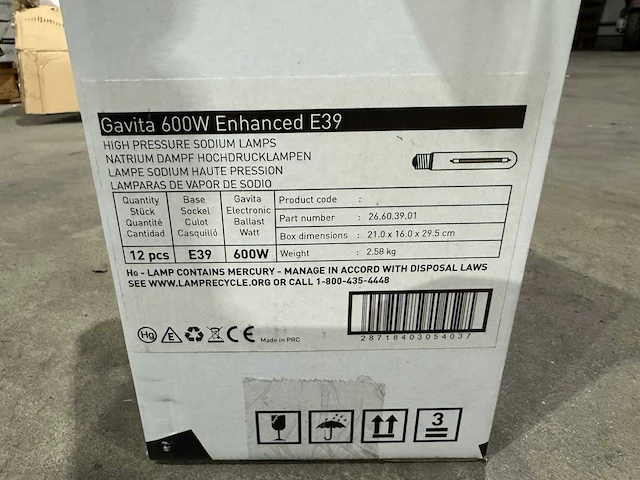 Gavita 600W Enhanced E39
HIGH PRESSURE SODIUM LAMPS
NATRIUM DAMPF HOCHDRUCKLAMPEN
LAMPE SODIUM HAUTE PRESSION
LAMPARAS DE VAPOR DE SODIO
Quantity Base Gavita Product code :
Stück Sockel Electronic Part number : 26.60.39.01
Quantité Culot Ballast Box dimensions : 21.0 x 16.0 x 29.5 cm
Cantidad Casquilló Watt
12 pcs E39 600W Weight : 2.58 kg
Hg - LAMP CONTAINS MERCURY - MANAGE IN ACCORD WITH DISPOSAL LAWS
SEE WWW.LAMPRECYCLE.ORG OR CALL 1-800-435-4448
Hg E CE Made in PRC
28718403054037
3